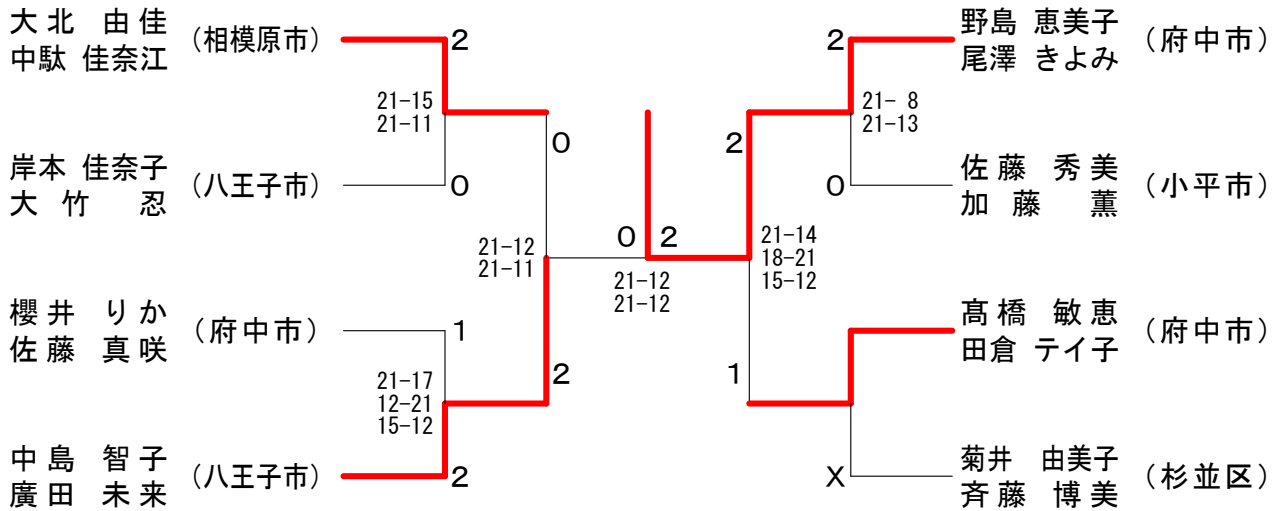 大北 由佳
中駄 佳奈江
(相模原市)
2
21-15
21-11
岸本 佳奈子
大竹 忍
(八王子市)
0
0
21-12
21-11
櫻井 りか
佐藤 真咲
(府中市)
1
21-17
12-21
15-12
2
中島 智子
廣田 未来
(八王子市)
2
0 2
21-12
21-12
2
野島 恵美子
尾澤 きよみ
(府中市)
21- 8
21-13
2
0
佐藤 秀美
加藤 薫
(小平市)
21-14
18-21
15-12
髙橋 敏恵
田倉 テイ子
(府中市)
1
X
菊井 由美子
斉藤 博美
(杉並区)